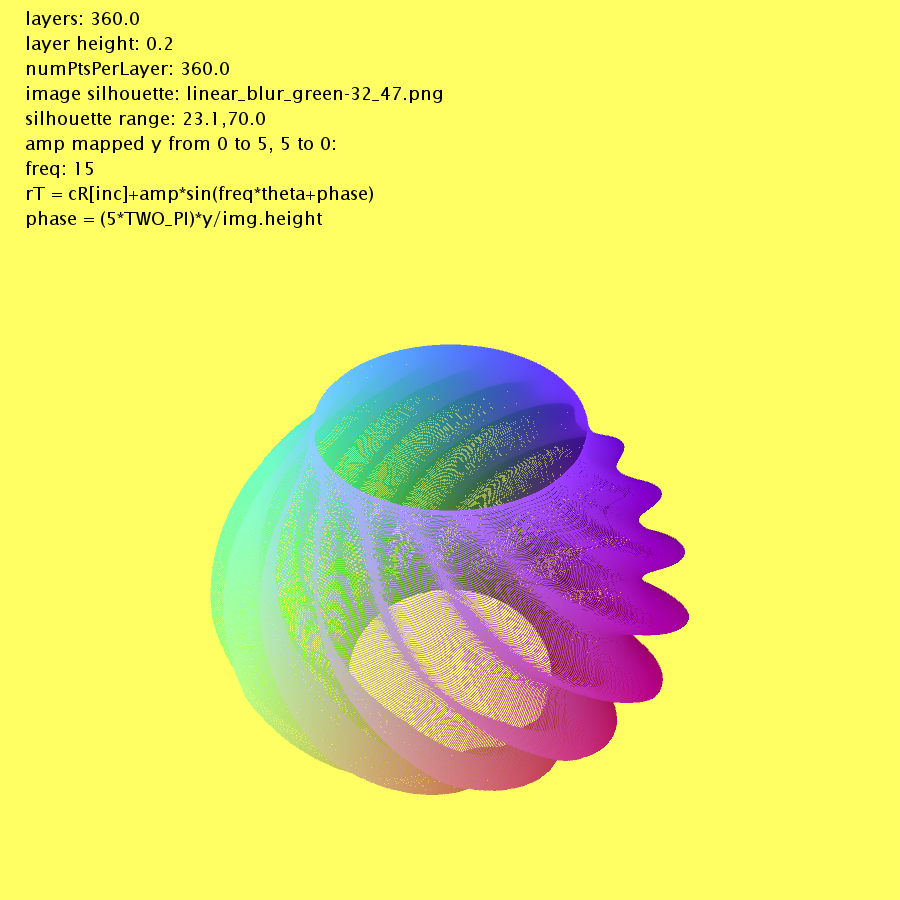 layers: 360.0
layer height: 0.2
numPtsPerLayer: 360.0
image silhouette: linear_blur_green-32_47.png
silhouette range: 23.1,70.0
amp mapped y from 0 to 5, 5 to 0:
freq: 15
rT = cR[inc]+amp*sin(freq*theta+phase)
phase = (5*TWO_PI)*y/img.height